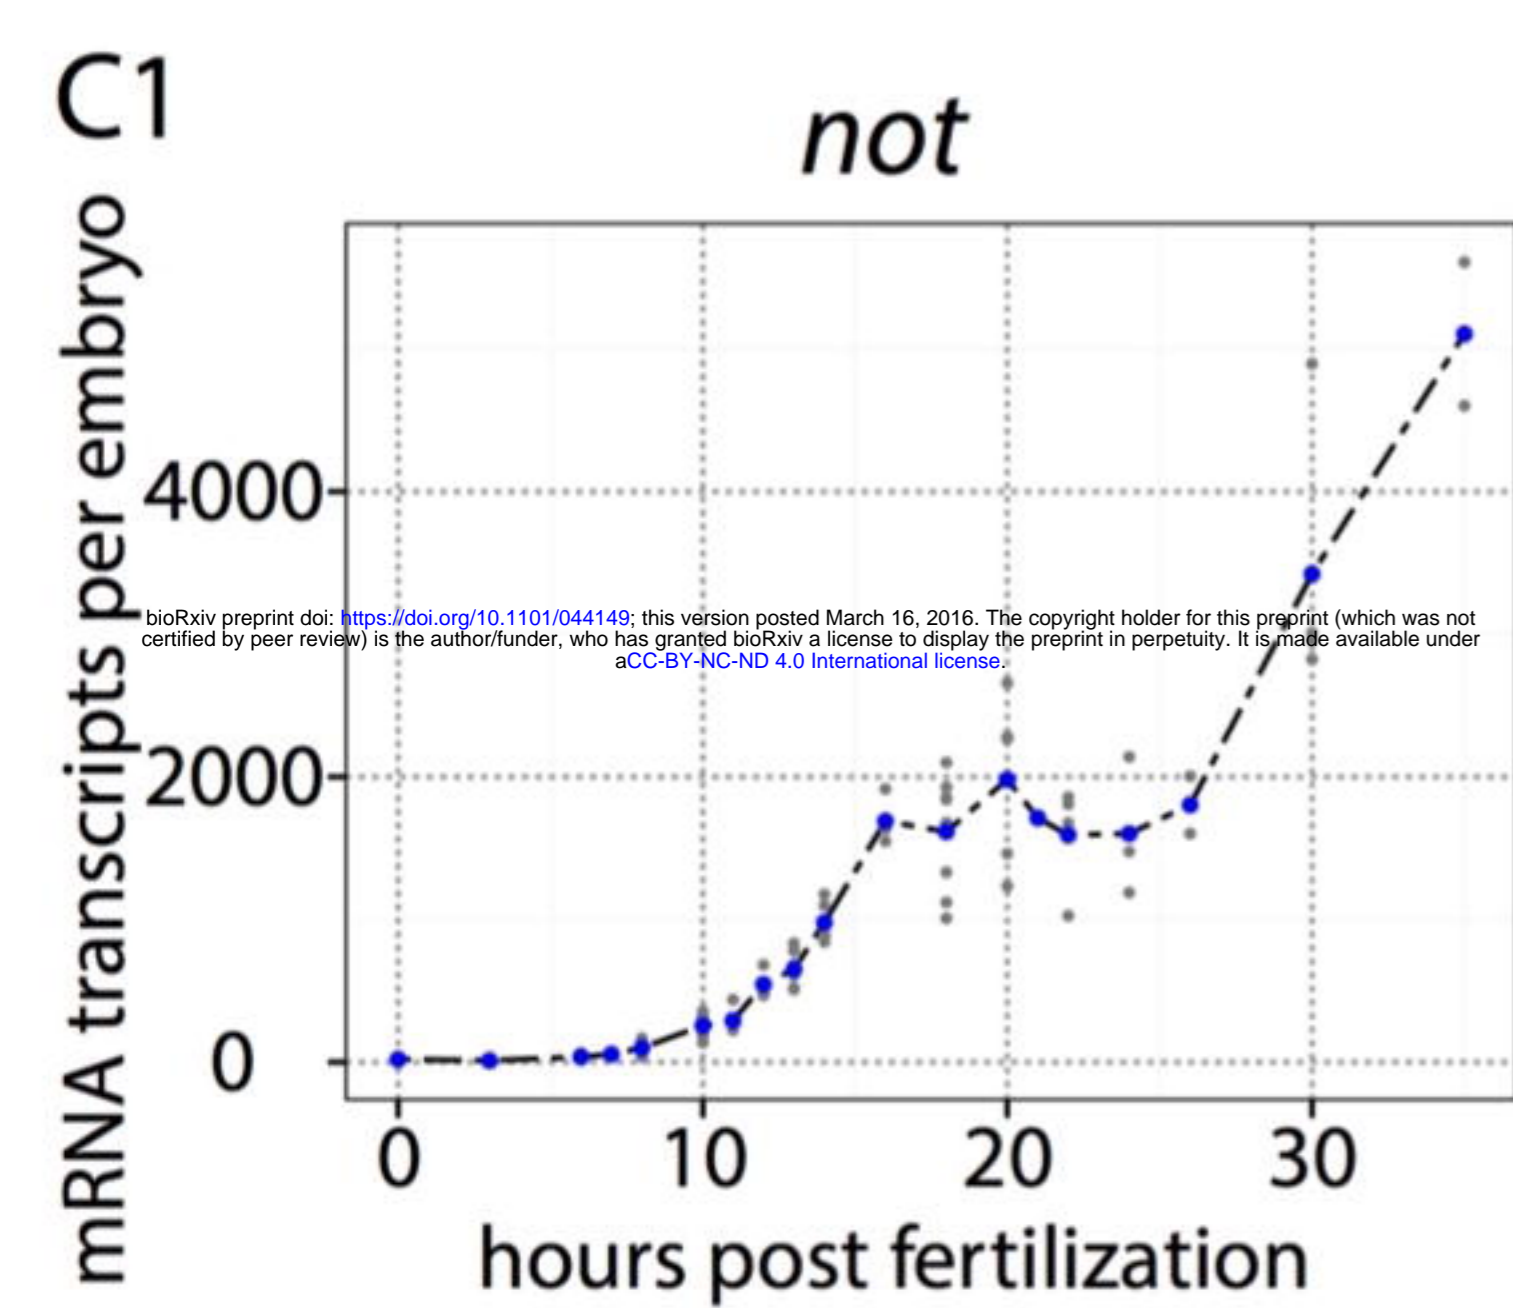 C1
not
mRNA transcripts per embryo
4000
2000
0
bioRxiv preprint doi: https://doi.org/10.1101/044149; this version posted March 16, 2016. The copyright holder for this preprint (which was not
certified by peer review) is the author/funder, who has granted bioRxiv a license to display the preprint in perpetuity. It is made available under
aCC-BY-NC-ND 4.0 International license.
0 10 20 30
hours post fertilization